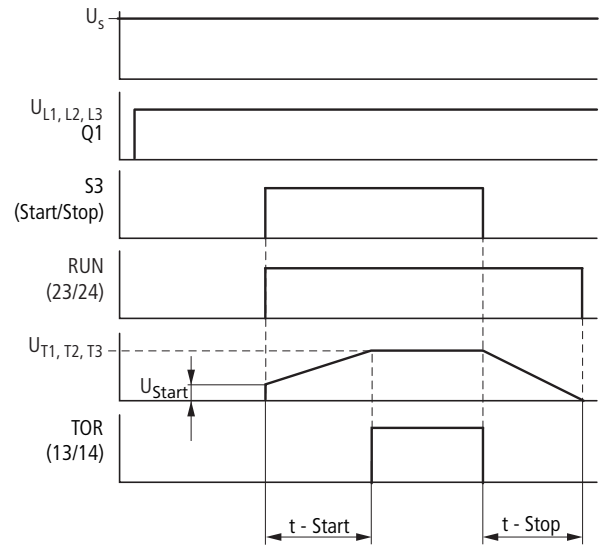 Us
UL1, L2, L3
Q1
S3
(Start/Stop)
RUN
(23/24)
UT1, T2, T3
UStart
TOR
(13/14)
t - Start
t - Stop